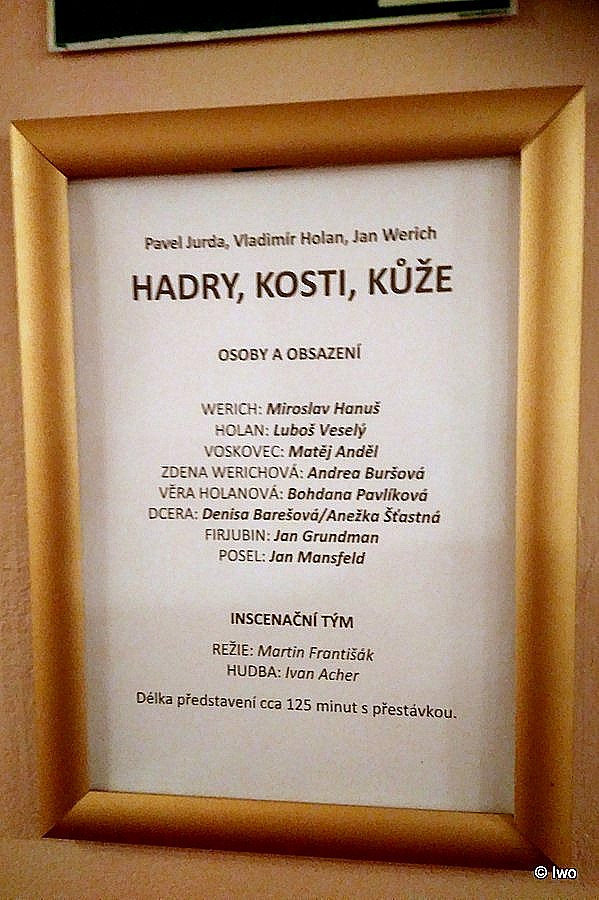 Pavel Jurda, Vladimír Holan, Jan Werich
HADRY, KOSTI, KŮŽE
OSOBY A OBSAZENÍ
WERICH: Miroslav Hanuš
HOLAN: Luboš Veselý
VOSKOVEC: Matěj Anděl
ZDENA WERICHOVÁ: Andrea Buršová
VĚRA HOLANOVÁ: Bohdana Pavlíková
DCERA: Denisa Barešová/Anežka Šťastná
FIRJUBIN: Jan Grundman
POSEL: Jan Mansfeld
INSCENAČNÍ TÝM
REŽIE: Martin Františák
HUDBA: Ivan Acher
Délka představení cca 125 minut s přestávkou.
© Iwo